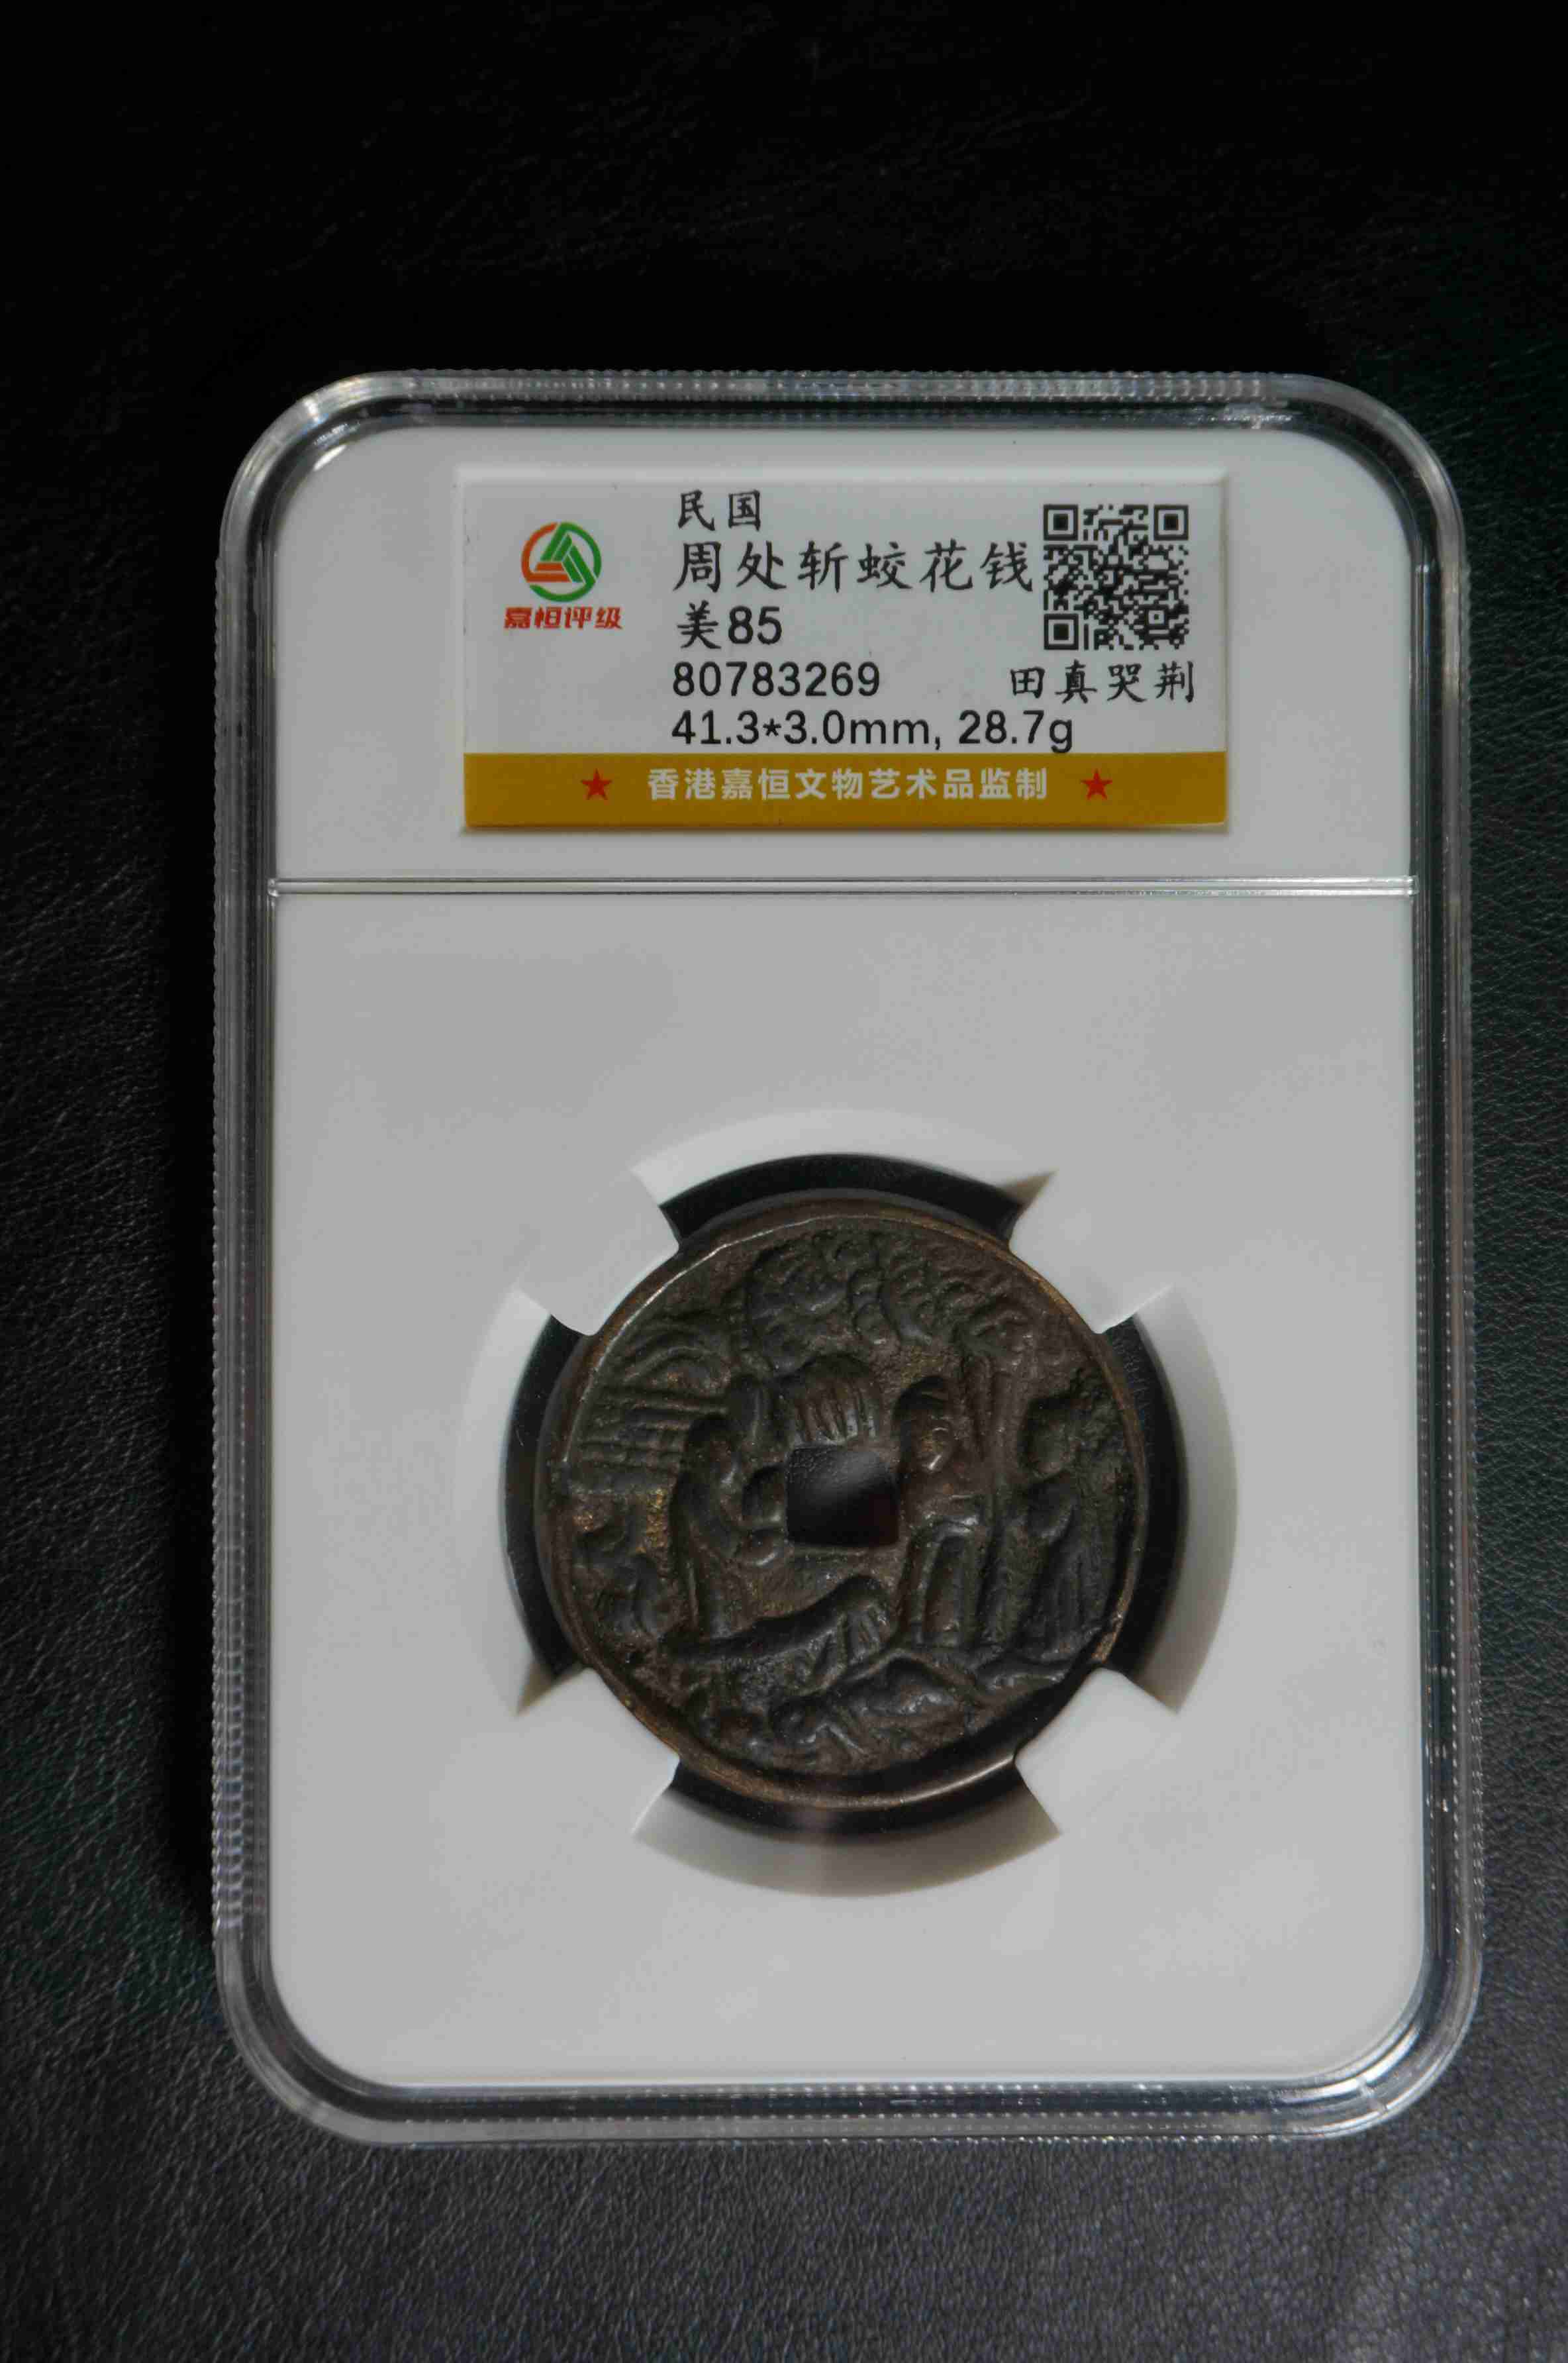 民国
周处斩蛟花钱
嘉恒评级
美85
80783269 田真哭荆
41.3*3.0mm, 28.7g
★ 香港嘉恒文物艺术品监制 ★